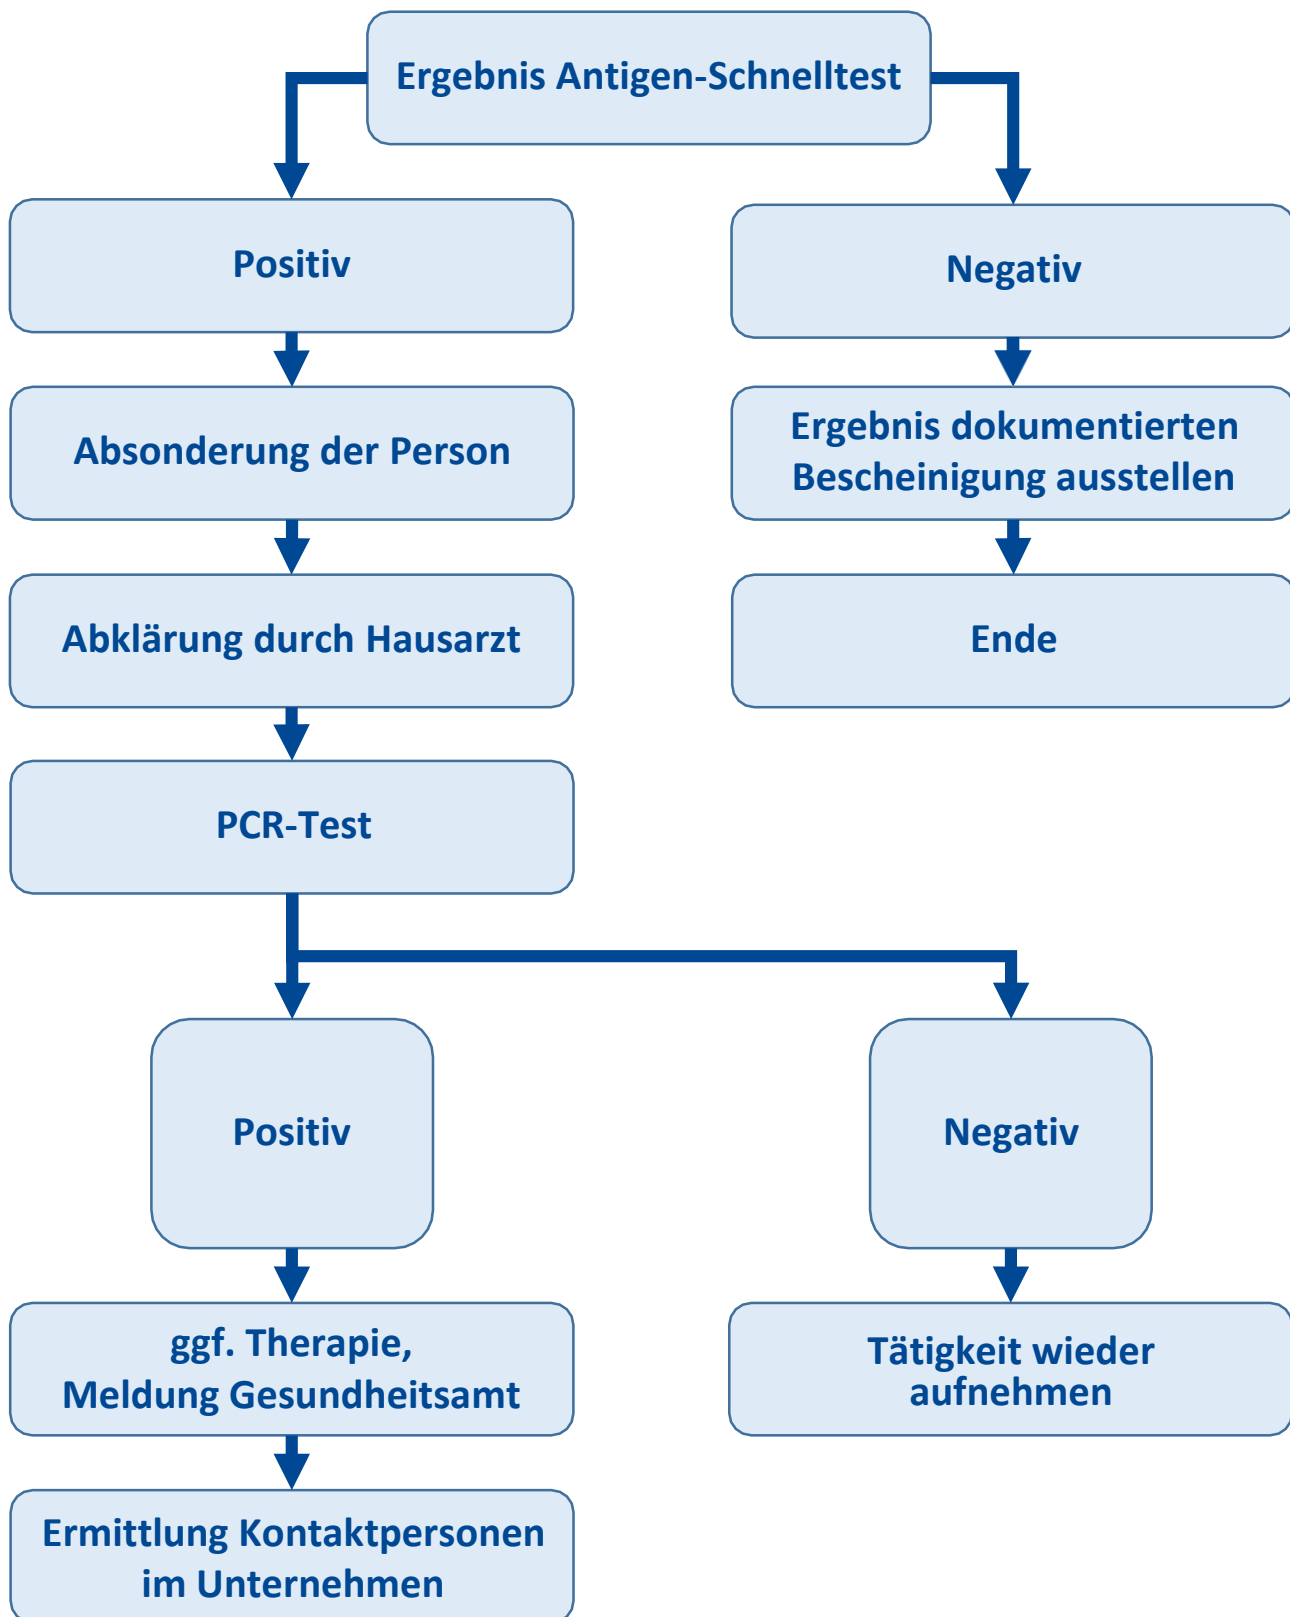 Ergebnis Antigen-Schnelltest
Positiv
Negativ
Absonderung der Person
Ergebnis dokumentierten
Bescheinigung ausstellen
Abklärung durch Hausarzt
Ende
PCR-Test
Positiv
Negativ
ggf. Therapie,
Meldung Gesundheitsamt
Tätigkeit wieder
aufnehmen
Ermittlung Kontaktpersonen
im Unternehmen